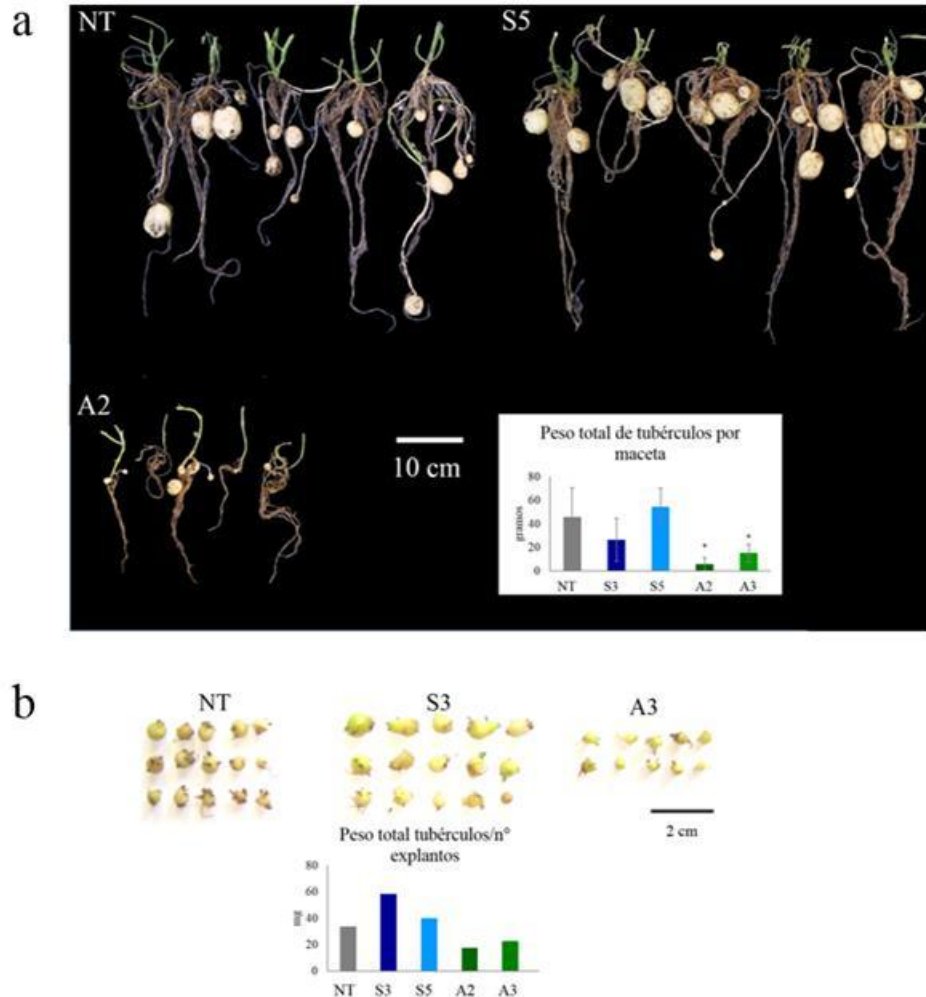 a
NT
S5
A2
10 cm
Peso total de tubérculos por
maceta
gramos
80
60
40
20
0
*
*
NT S3 S5 A2 A3
b
NT
S3
A3
2 cm
Peso total tubérculos/n°
explantos
mg
80
60
40
20
0
NT S3 S5 A2 A3